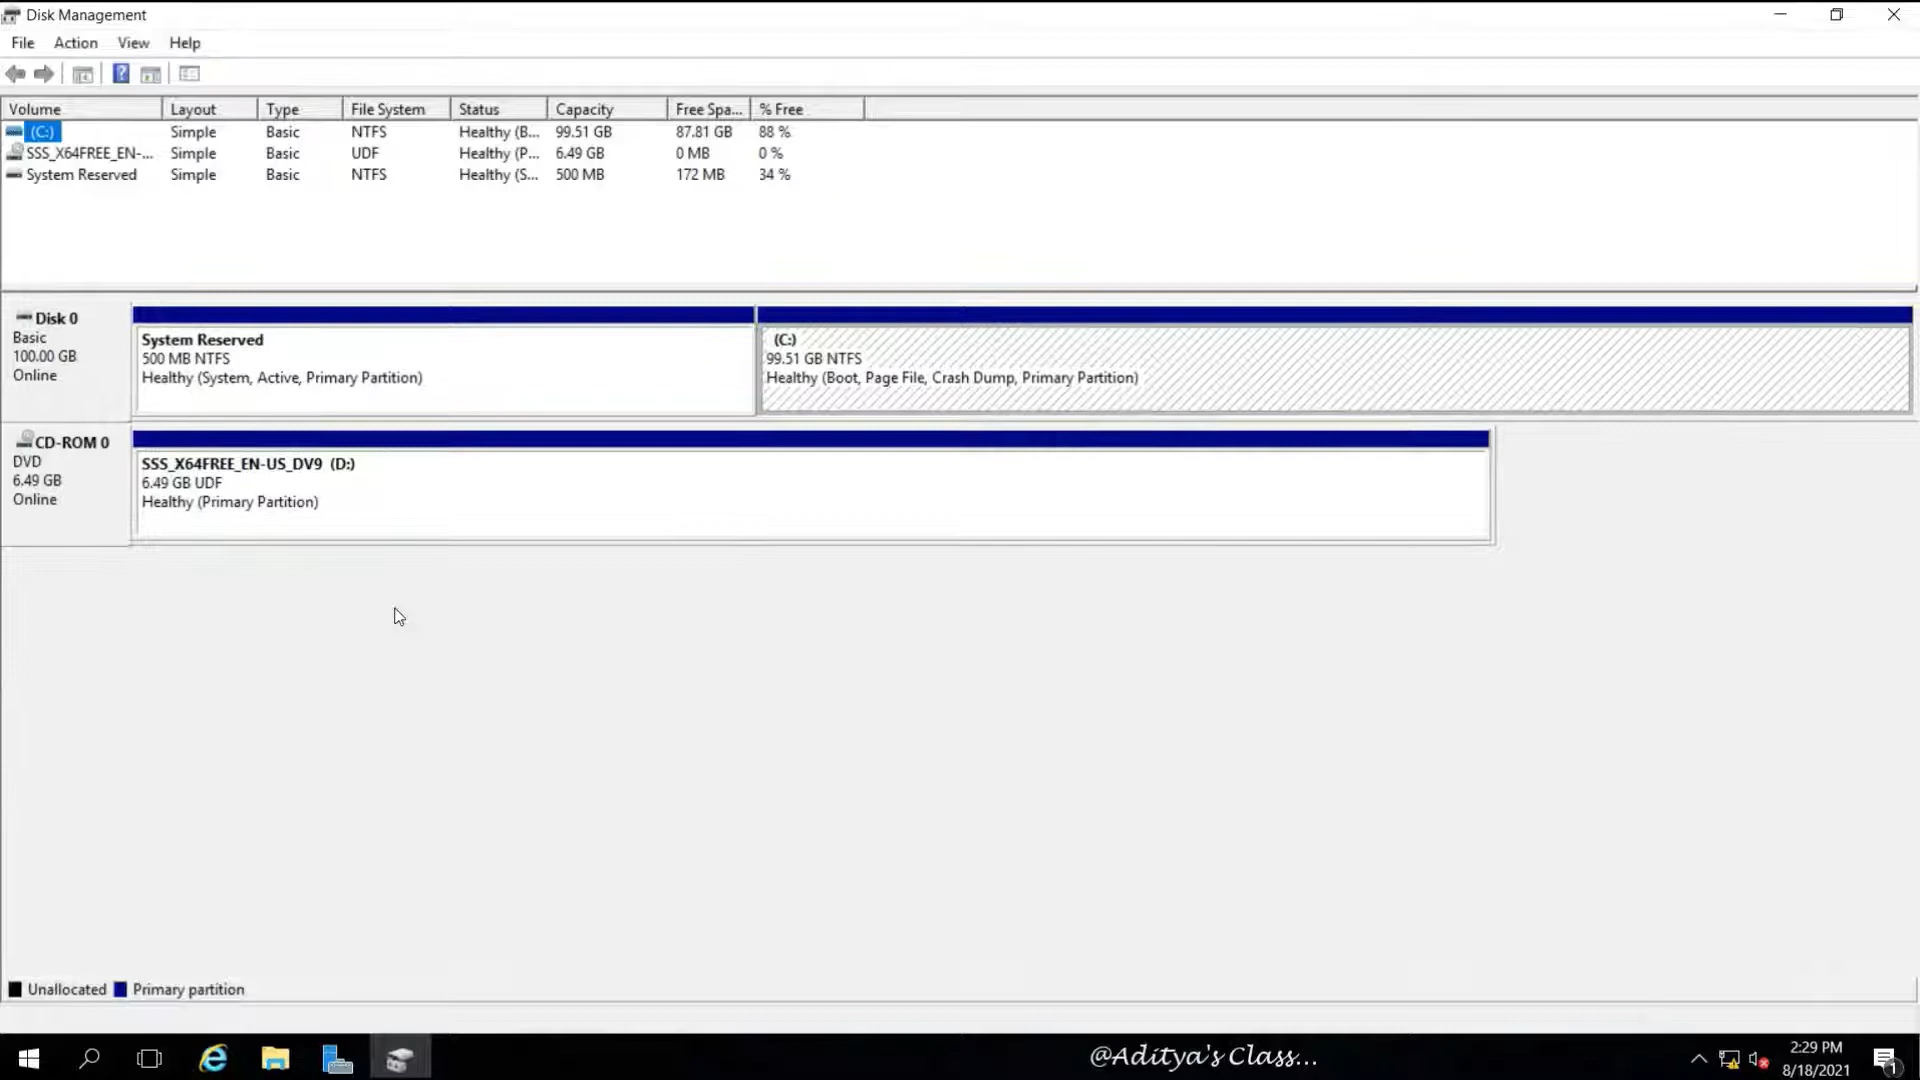 Disk Management
File Action View Help
Volume Layout Type File System Status Capacity Free Spa... % Free
(C:) Simple Basic NTFS Healthy (B... 99.51 GB 87.81 GB 88 %
SSS_X64FREE_EN-... Simple Basic UDF Healthy (P... 6.49 GB 0 MB 0 %
System Reserved Simple Basic NTFS Healthy (S... 500 MB 172 MB 34 %
Disk 0
Basic
100.00 GB
Online
System Reserved
500 MB NTFS
Healthy (System, Active, Primary Partition)
(C:)
99.51 GB NTFS
Healthy (Boot, Page File, Crash Dump, Primary Partition)
CD-ROM 0
DVD
6.49 GB
Online
SSS_X64FREE_EN-US_DV9 (D:)
6.49 GB UDF
Healthy (Primary Partition)
Unallocated Primary partition
@Aditya's Class...
2:29 PM
8/18/2021
1